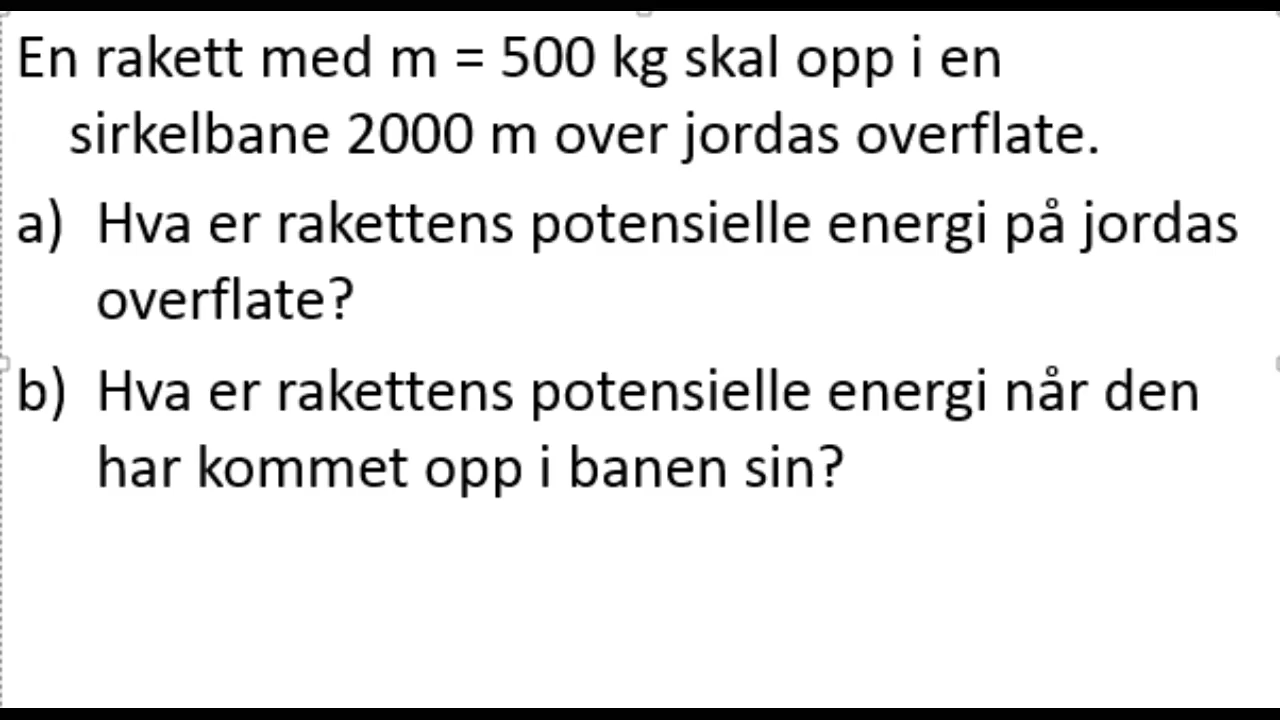 En rakett med m = 500 kg skal opp i en
sirkelbane 2000 m over jordas overflate.
a) Hva er rakettens potensielle energi på jordas
overflate?
b) Hva er rakettens potensielle energi når den
har kommet opp i banen sin?